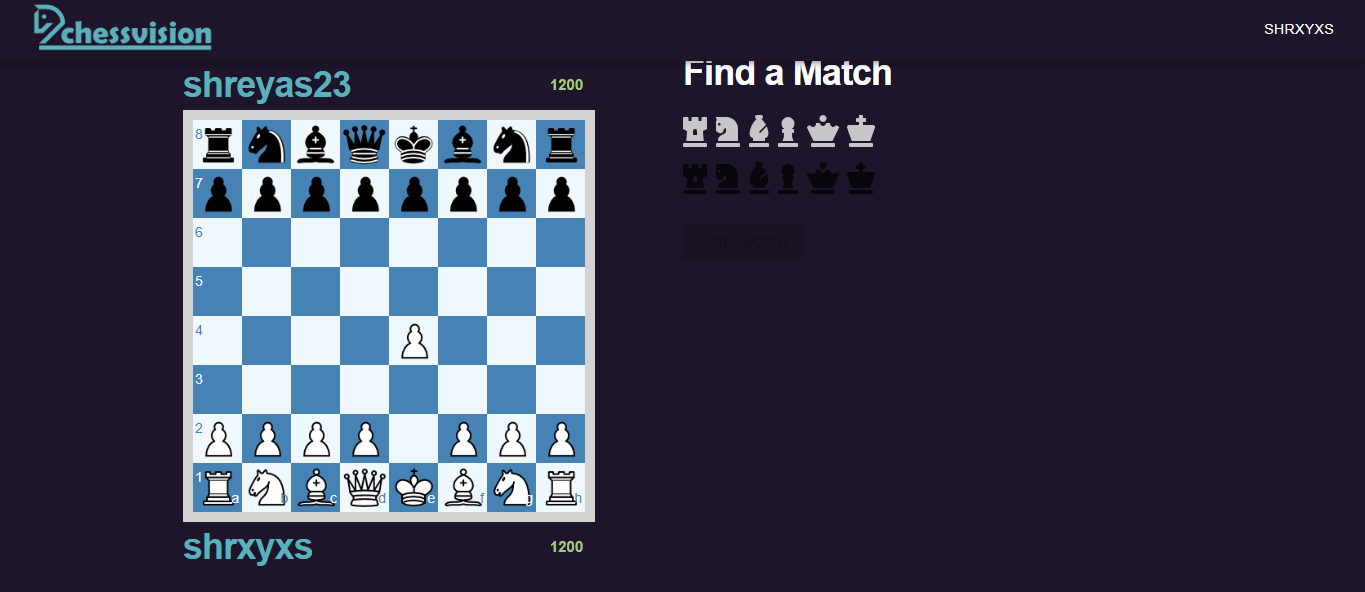 chessvision
SHRXYXS
shreyas23
1200
Find a Match
8
7
FIND MATCH
6
5
4
3
2
1
a b c d e f g h
shrxyxs
1200